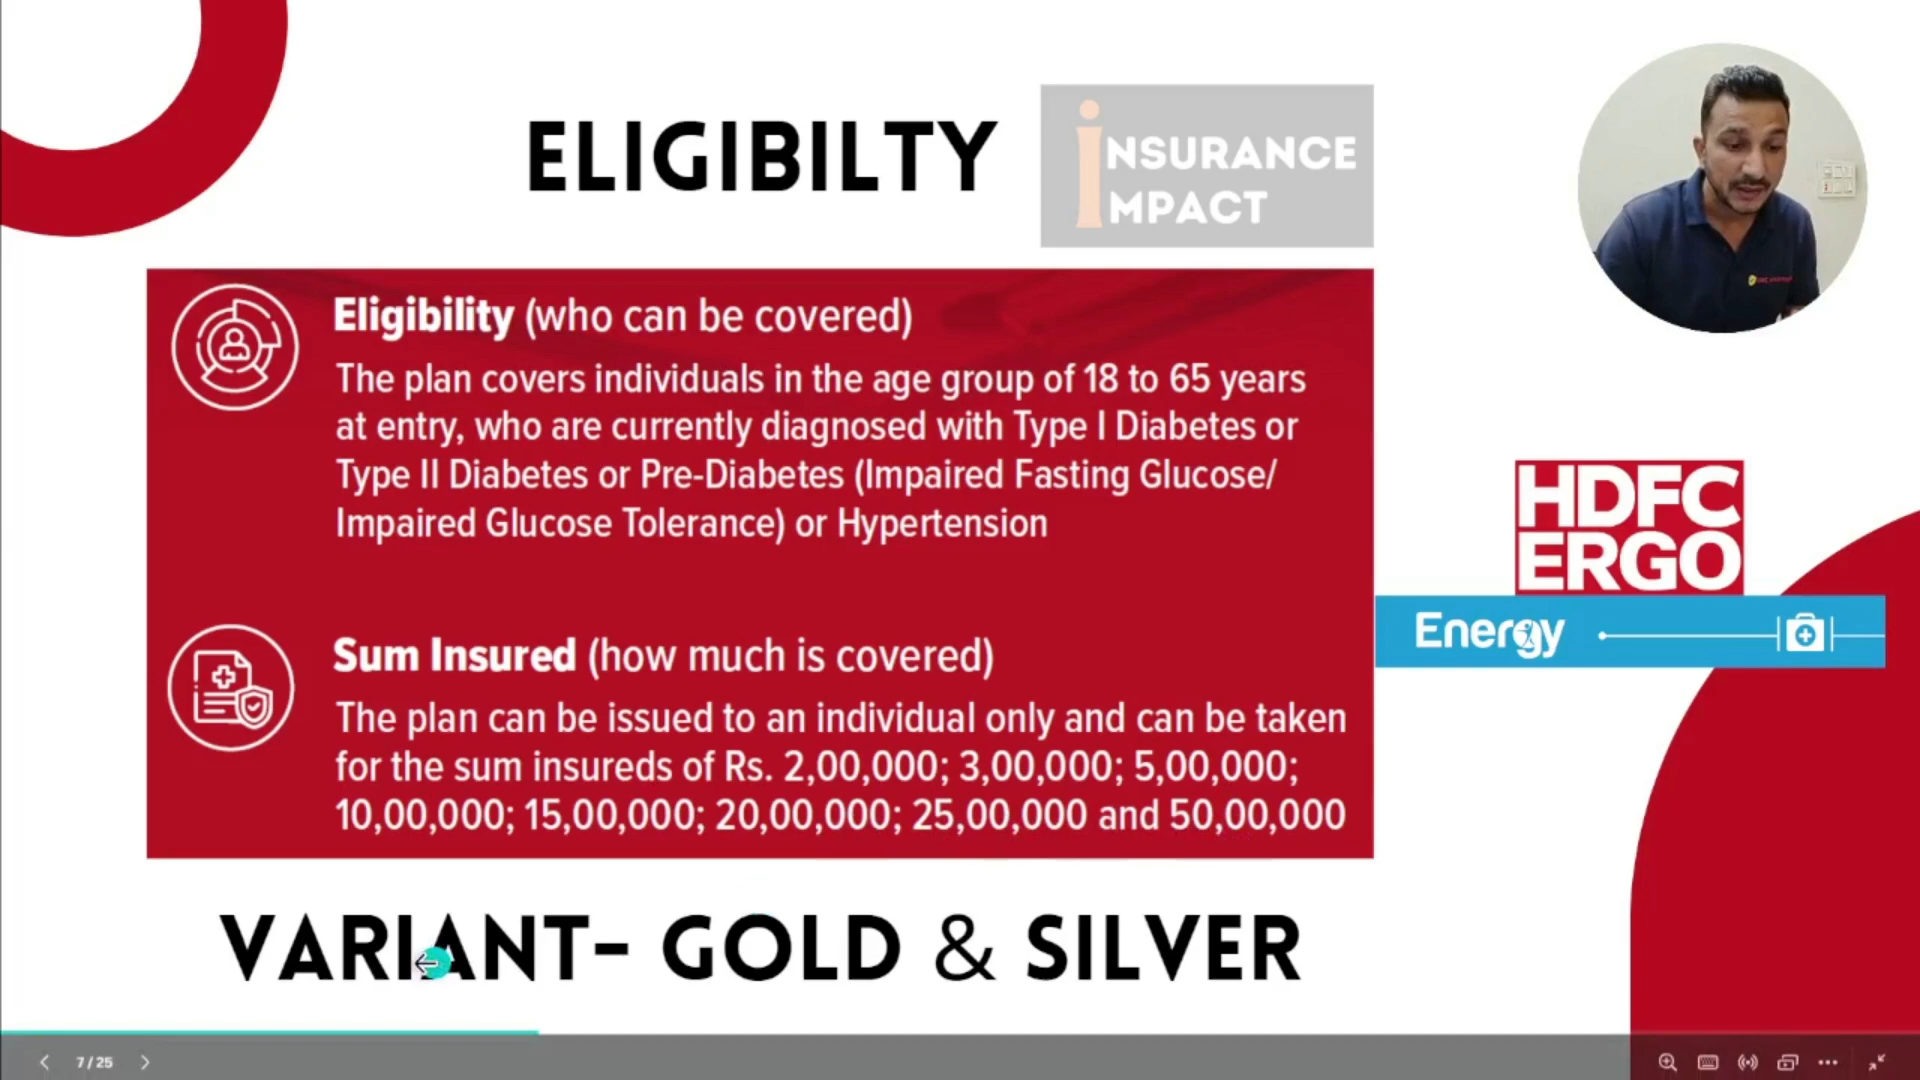 ELIGIBILTY
iNSURANCE
iMPACT
Eligibility (who can be covered)
The plan covers individuals in the age group of 18 to 65 years
at entry, who are currently diagnosed with Type I Diabetes or
Type II Diabetes or Pre-Diabetes (Impaired Fasting Glucose/
Impaired Glucose Tolerance) or Hypertension
Sum Insured (how much is covered)
The plan can be issued to an individual only and can be taken
for the sum insureds of Rs. 2,00,000; 3,00,000; 5,00,000;
10,00,000; 15,00,000; 20,00,000; 25,00,000 and 50,00,000
HDFC
ERGO
Energy
VARIANT- GOLD & SILVER
7 / 25